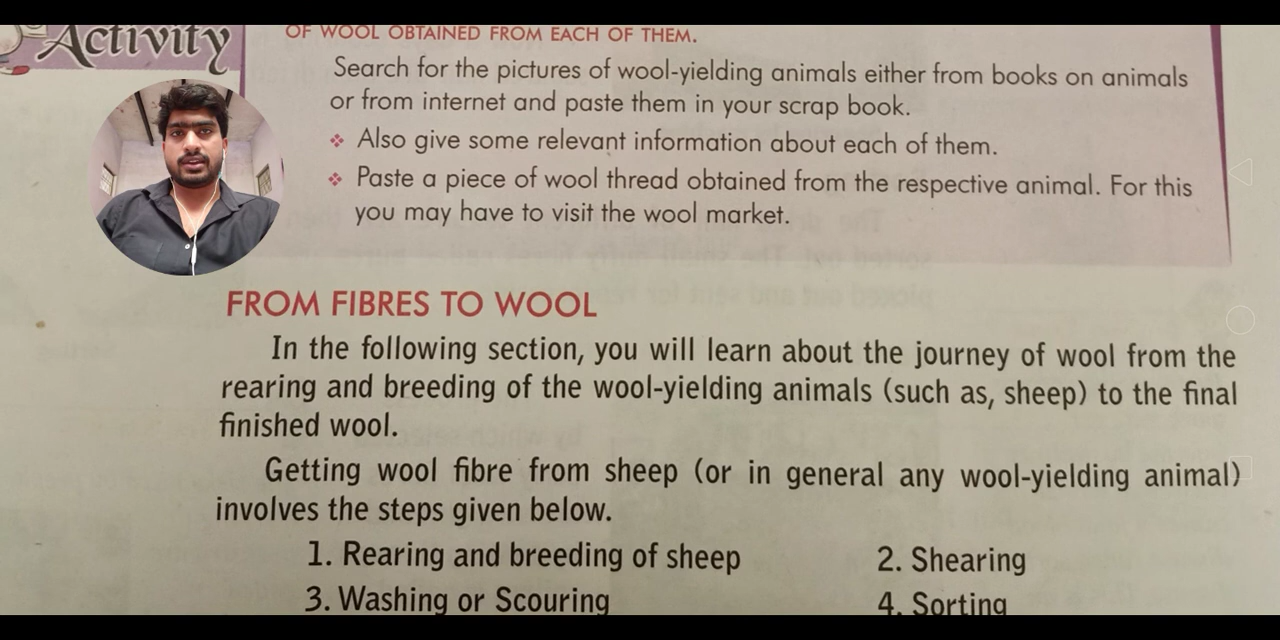 Activity
OF WOOL OBTAINED FROM EACH OF THEM.
Search for the pictures of wool-yielding animals either from books on animals
or from internet and paste them in your scrap book.
❖ Also give some relevant information about each of them.
❖ Paste a piece of wool thread obtained from the respective animal. For this
you may have to visit the wool market.
FROM FIBRES TO WOOL
In the following section, you will learn about the journey of wool from the
rearing and breeding of the wool-yielding animals (such as, sheep) to the final
finished wool.
Getting wool fibre from sheep (or in general any wool-yielding animal)
involves the steps given below.
1. Rearing and breeding of sheep 2. Shearing
3. Washing or Scouring 4. Sorting